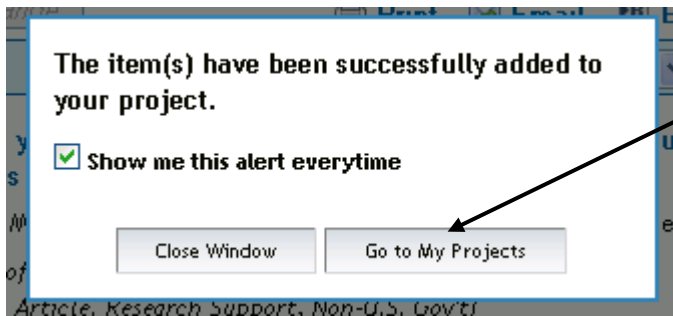 Print Email
The item(s) have been successfully added to
your project.
Show me this alert everytime
Close Window Go to My Projects
of
Article, Research Support, Non-U.S. Gov't]